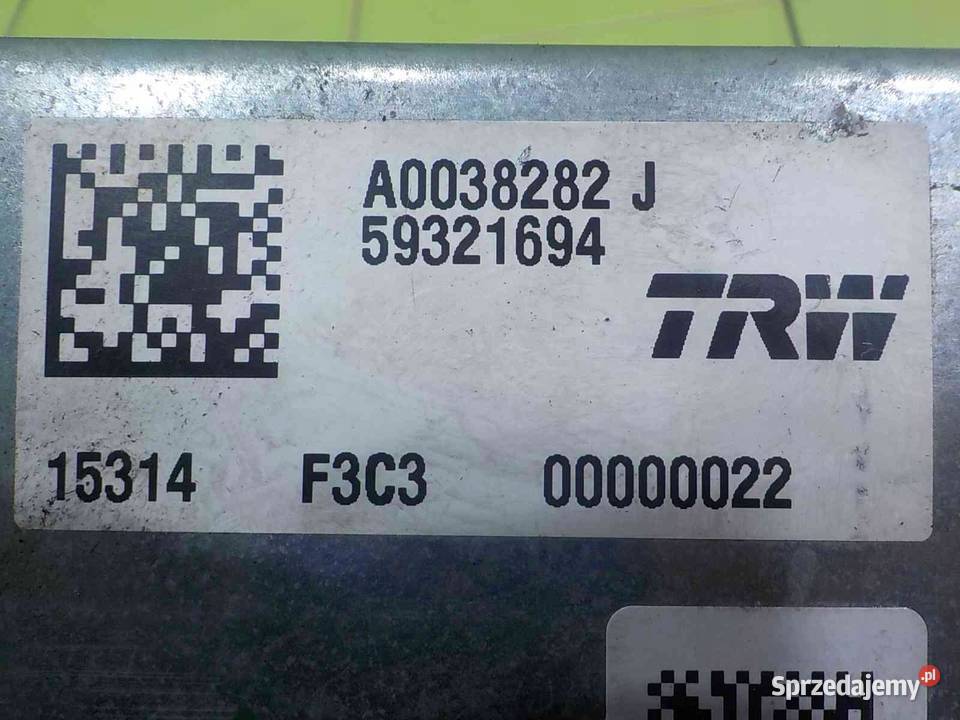 A0038282 J
59321694
TRW
15314 F3C3 00000022
Sprzedajemy.pl